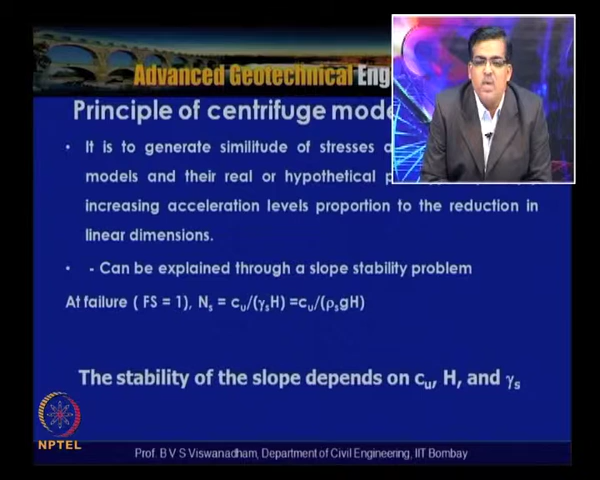 Advanced Geotechnical
Principle of centrifuge
• It is to generate similitude of stresses
models and their real or hypothetical
increasing acceleration levels proportion to the reduction in
linear dimensions.
• - Can be explained through a slope stability problem
At failure ( FS = 1), Nₛ = cᵤ/(γₛH) =cᵤ/(ρₛgH)
The stability of the slope depends on cᵤ, H, and γₛ
NPTEL
Prof. B V S Viswanadham, Department of Civil Engineering, IIT Bombay